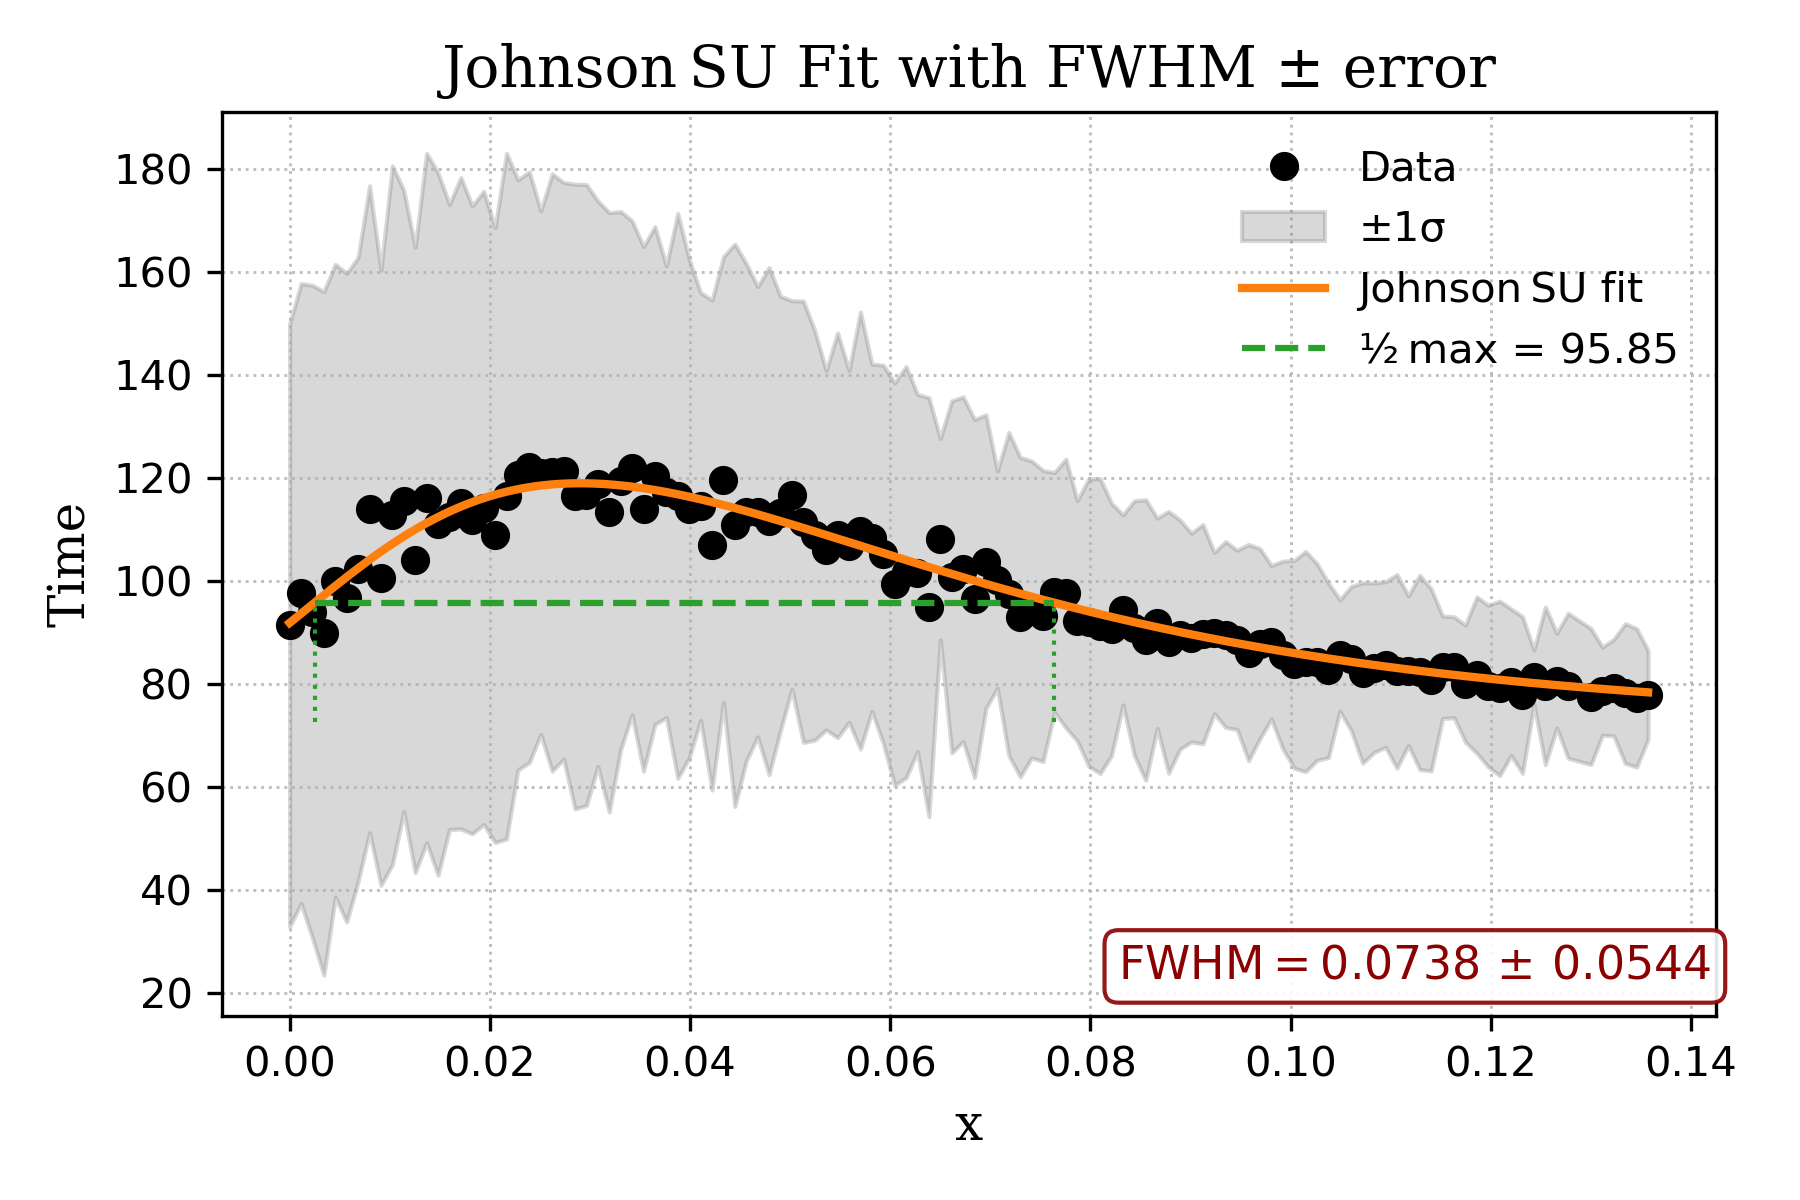 Johnson SU Fit with FWHM ± error
Time
180
160
140
120
100
80
60
40
20
Data
±1σ
Johnson SU fit
½ max = 95.85
FWHM = 0.0738 ± 0.0544
0.00 0.02 0.04 0.06 0.08 0.10 0.12 0.14
x